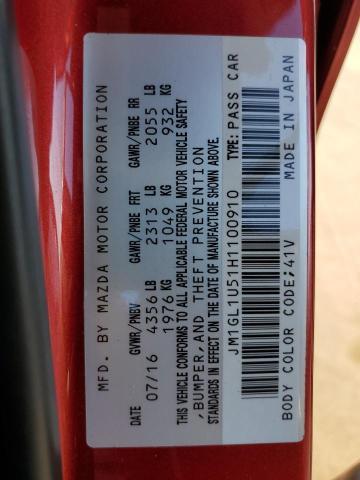 MFD. BY MAZDA MOTOR CORPORATION
DATE GVWR/PNBV GAWR/PNBE FRT GAWR/PNBE RR
07/16 4356 LB 2313 LB 2055 LB
1976 KG 1049 KG 932 KG
THIS VEHICLE CONFORMS TO ALL APPLICABLE FEDERAL MOTOR VEHICLE SAFETY
,BUMPER,AND THEFT PREVENTION
STANDARDS IN EFFECT ON THE DATE OF MANUFACTURE SHOWN ABOVE.
JM1GL1U51H1100910 TYPE: PASS CAR
BODY COLOR CODE;41V MADE IN JAPAN